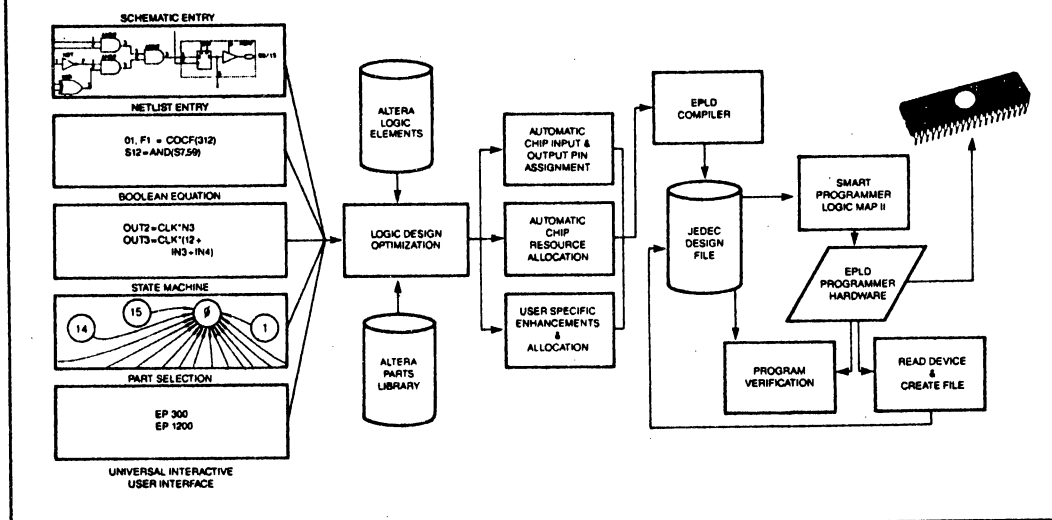 SCHEMATIC ENTRY
NETLIST ENTRY
01, F1 = COCF(312)
S12=AND(S7,59)
BOOLEAN EQUATION
OUT2=CLK*N3
OUT3=CLK*(12+
IN3+IN4)
STATE MACHINE
14
15
0
1
PART SELECTION
EP 300
EP 1200
UNIVERSAL INTERACTIVE
USER INTERFACE
ALTERA
LOGIC
ELEMENTS
LOGIC DESIGN
OPTIMIZATION
ALTERA
PARTS
LIBRARY
AUTOMATIC
CHIP INPUT &
OUTPUT PIN
ASSIGNMENT
AUTOMATIC
CHIP
RESOURCE
ALLOCATION
USER SPECIFIC
ENHANCEMENTS
&
ALLOCATION
EPLD
COMPILER
JEDEC
DESIGN
FILE
SMART
PROGRAMMER
LOGIC MAP II
EPLD
PROGRAMMER
HARDWARE
PROGRAM
VERIFICATION
READ DEVICE
&
CREATE FILE